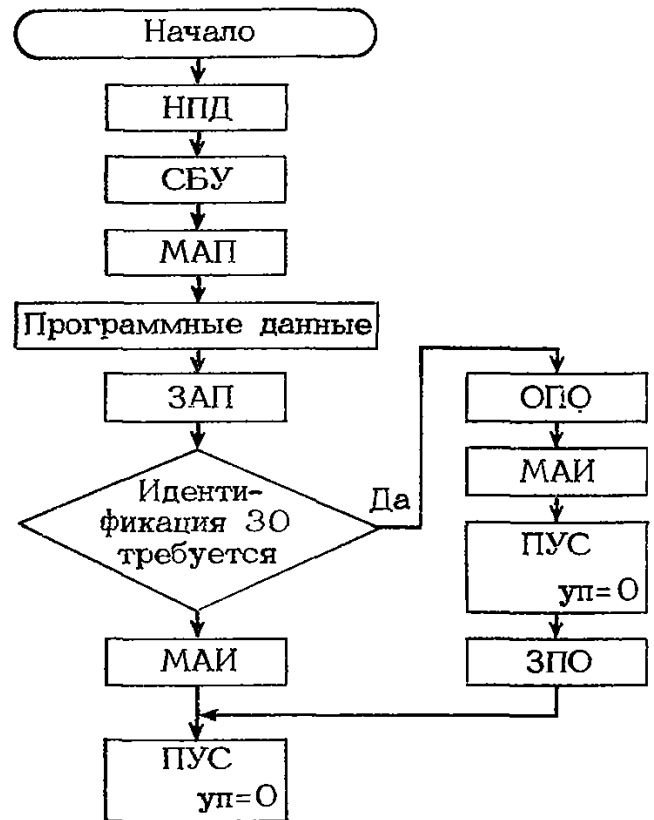 Начало
НПД
СБУ
МАП
Программные данные
ЗАП
Иденти-
фикация ЗО
требуется
Да
ОПО
МАИ
ПУС
уп=0
ЗПО
МАИ
ПУС
уп=0